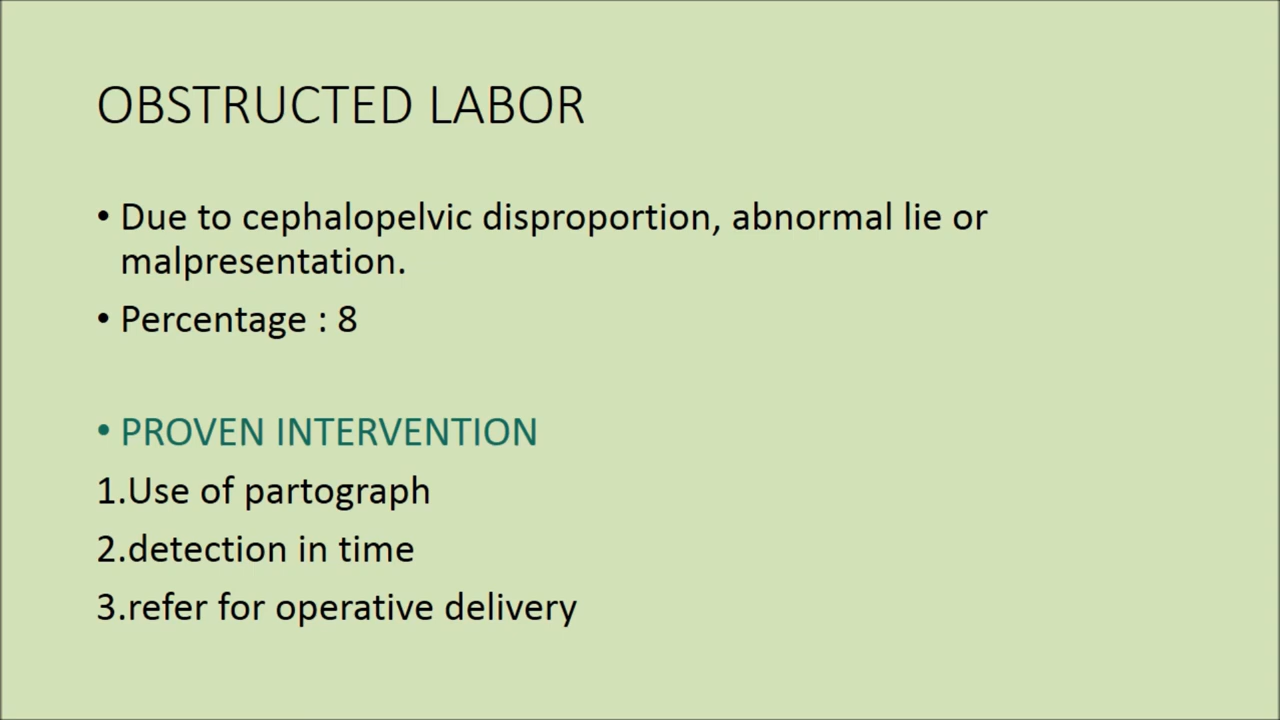 OBSTRUCTED LABOR
• Due to cephalopelvic disproportion, abnormal lie or
malpresentation.
• Percentage : 8
• PROVEN INTERVENTION
1.Use of partograph
2.detection in time
3.refer for operative delivery